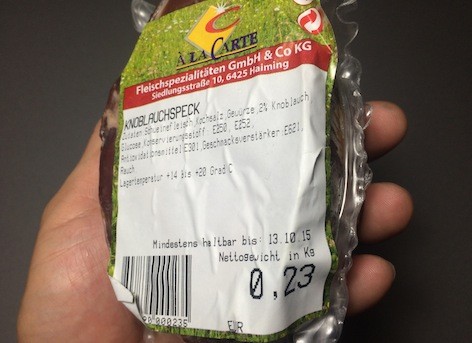 À LA CARTE
Fleischspezialitäten GmbH & Co KG
Siedlungsstraße 10, 6425 Haiming
KNOBLAUCHSPECK
Zutaten:Schweinefleisch,Kochsalz,Gewürze,2% Knoblauch
Glucose,Konservierungsstoff: E250, E252,
Antioxidationsmittel E301,Geschmacksverstärker:E621,
Rauch
Lagertemperatur +14 bis +20 Grad C
Mindestens haltbar bis: 13.10.15
Nettogewicht in Kg
0,23
000235